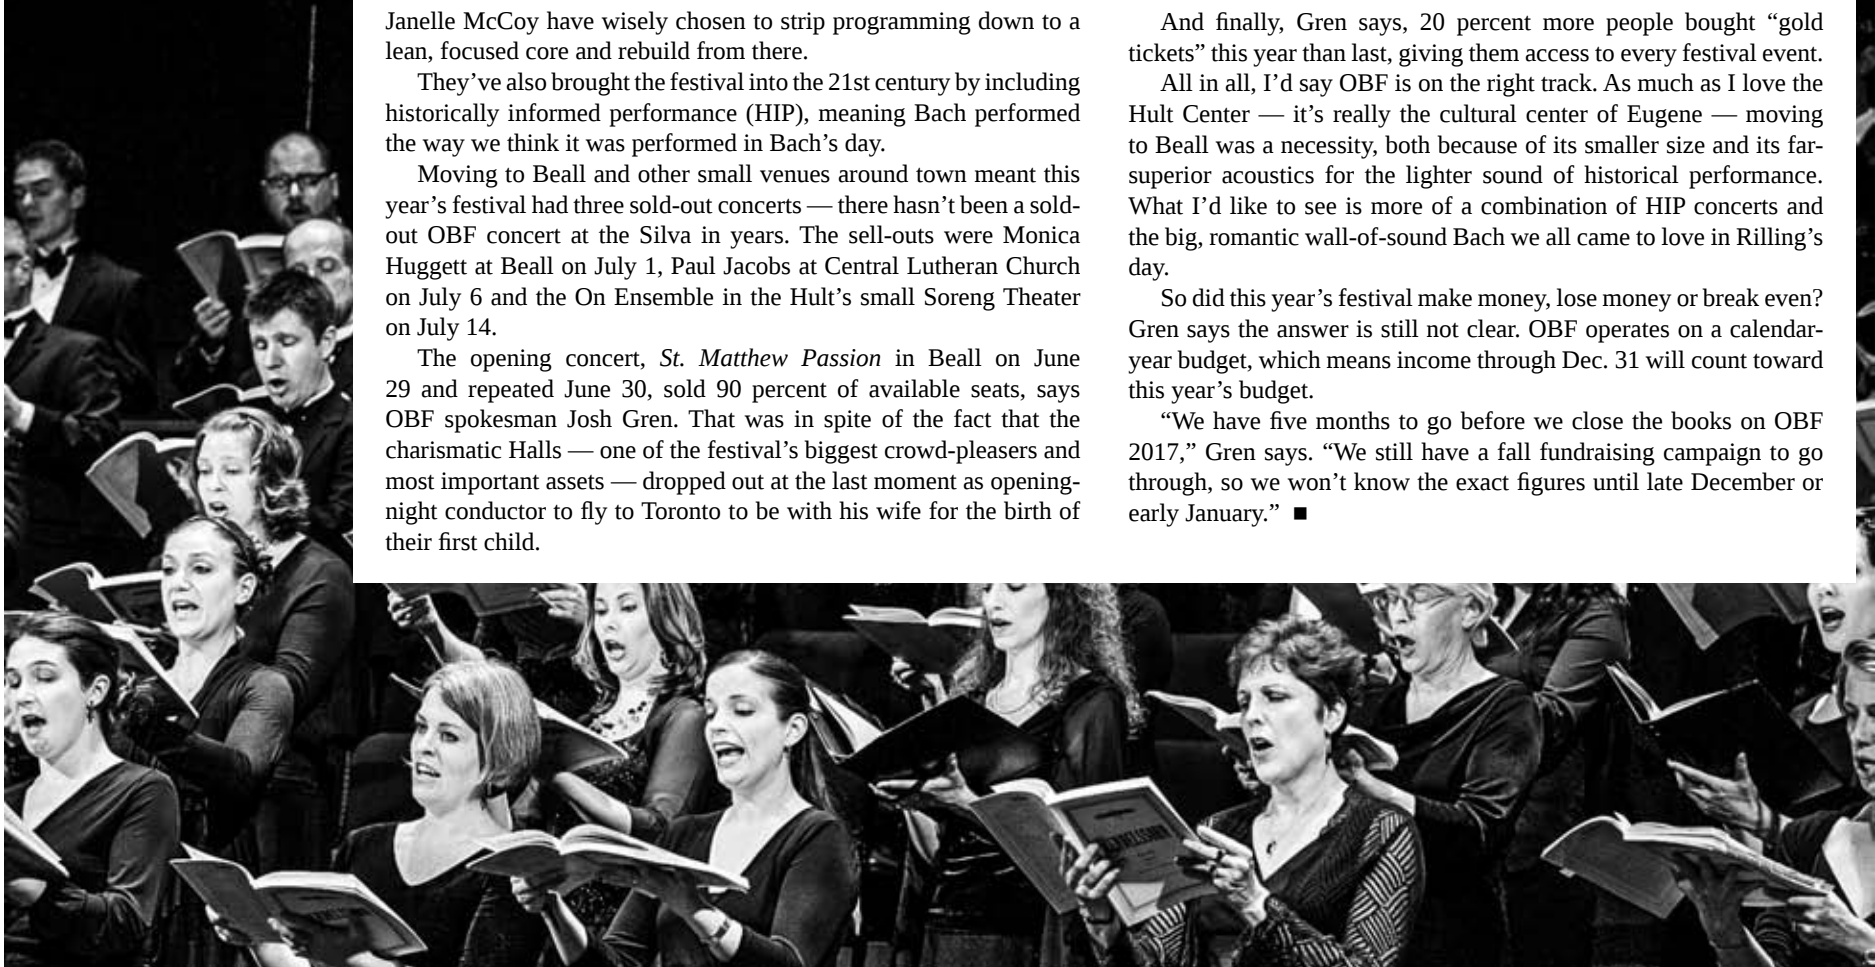 Janelle McCoy have wisely chosen to strip programming down to a
lean, focused core and rebuild from there.
They’ve also brought the festival into the 21st century by including
historically informed performance (HIP), meaning Bach performed
the way we think it was performed in Bach’s day.
Moving to Beall and other small venues around town meant this
year’s festival had three sold-out concerts — there hasn’t been a sold-
out OBF concert at the Silva in years. The sell-outs were Monica
Huggett at Beall on July 1, Paul Jacobs at Central Lutheran Church
on July 6 and the On Ensemble in the Hult’s small Soreng Theater
on July 14.
The opening concert, St. Matthew Passion in Beall on June
29 and repeated June 30, sold 90 percent of available seats, says
OBF spokesman Josh Gren. That was in spite of the fact that the
charismatic Halls — one of the festival’s biggest crowd-pleasers and
most important assets — dropped out at the last moment as opening-
night conductor to fly to Toronto to be with his wife for the birth of
their first child.
And finally, Gren says, 20 percent more people bought “gold
tickets” this year than last, giving them access to every festival event.
All in all, I’d say OBF is on the right track. As much as I love the
Hult Center — it’s really the cultural center of Eugene — moving
to Beall was a necessity, both because of its smaller size and its far-
superior acoustics for the lighter sound of historical performance.
What I’d like to see is more of a combination of HIP concerts and
the big, romantic wall-of-sound Bach we all came to love in Rilling’s
day.
So did this year’s festival make money, lose money or break even?
Gren says the answer is still not clear. OBF operates on a calendar-
year budget, which means income through Dec. 31 will count toward
this year’s budget.
“We have five months to go before we close the books on OBF
2017,” Gren says. “We still have a fall fundraising campaign to go
through, so we won’t know the exact figures until late December or
early January.” ■